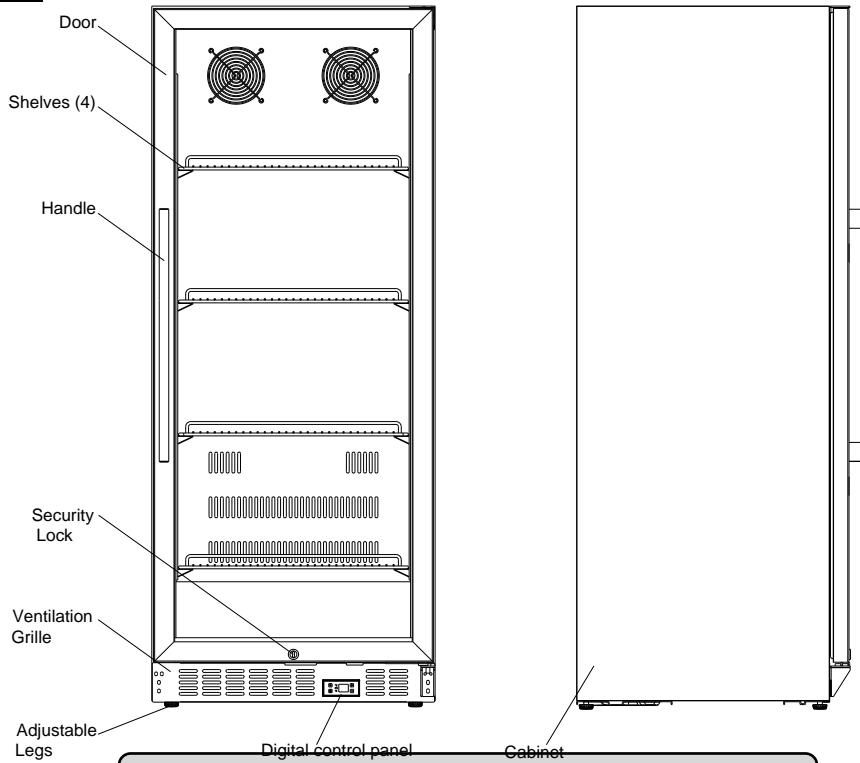 Door
Shelves (4)
Handle
Security
Lock
Ventilation
Grille
Adjustable
Legs
Digital control panel
Cabinet